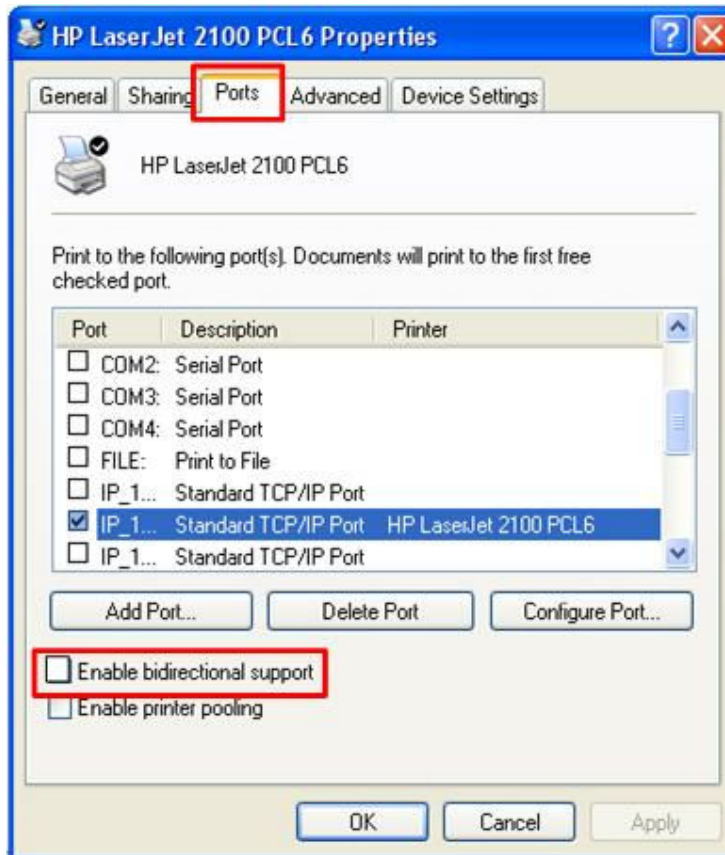 HP LaserJet 2100 PCL6 Properties
General Sharing Ports Advanced Device Settings
HP LaserJet 2100 PCL6
Print to the following port(s). Documents will print to the first free
checked port.
Port Description Printer
COM2: Serial Port
COM3: Serial Port
COM4: Serial Port
FILE: Print to File
IP_1... Standard TCP/IP Port
IP_1... Standard TCP/IP Port HP LaserJet 2100 PCL6
IP_1... Standard TCP/IP Port
Add Port... Delete Port Configure Port...
Enable bidirectional support
Enable printer pooling
OK Cancel Apply